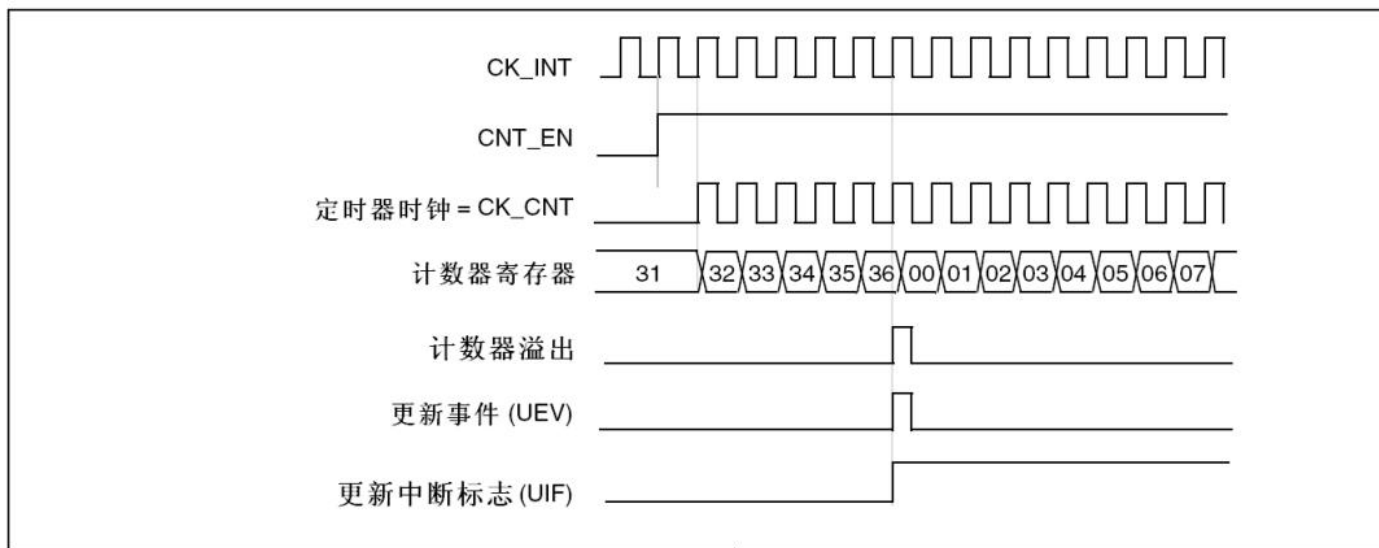 CK_INT
CNT_EN
定时器时钟 = CK_CNT
计数器寄存器 31 32 33 34 35 36 00 01 02 03 04 05 06 07
计数器溢出
更新事件 (UEV)
更新中断标志 (UIF)